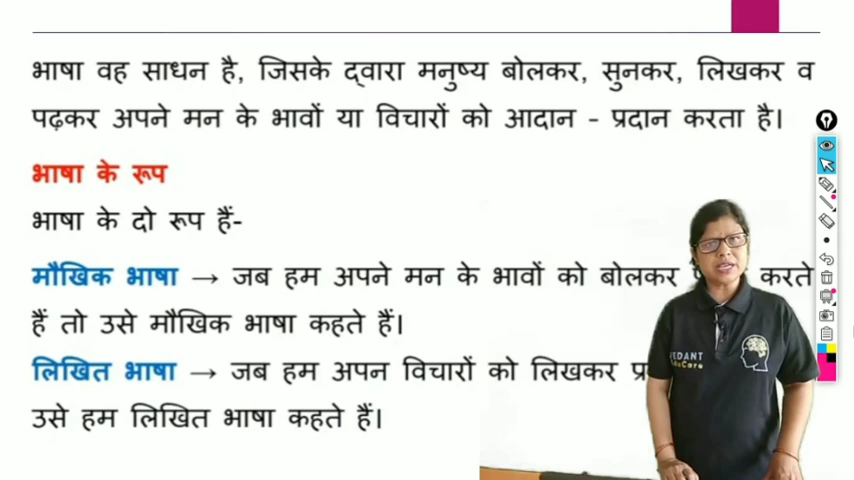 भाषा वह साधन है, जिसके द्वारा मनुष्य बोलकर, सुनकर, लिखकर व
पढ़कर अपने मन के भावों या विचारों को आदान - प्रदान करता है।
भाषा के रूप
भाषा के दो रूप हैं-
मौखिक भाषा → जब हम अपने मन के भावों को बोलकर करते
हैं तो उसे मौखिक भाषा कहते हैं।
लिखित भाषा → जब हम अपन विचारों को लिखकर
उसे हम लिखित भाषा कहते हैं।
VEDANT
EduCare